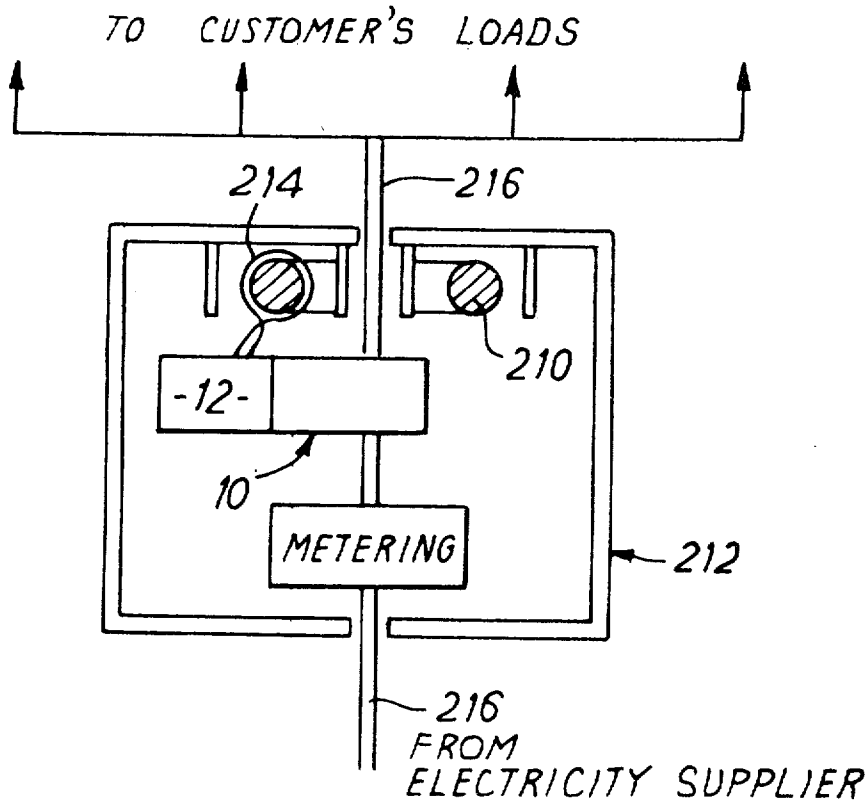 TO CUSTOMER'S LOADS
214
216
210
-12-
10
METERING
212
216
FROM
ELECTRICITY SUPPLIER